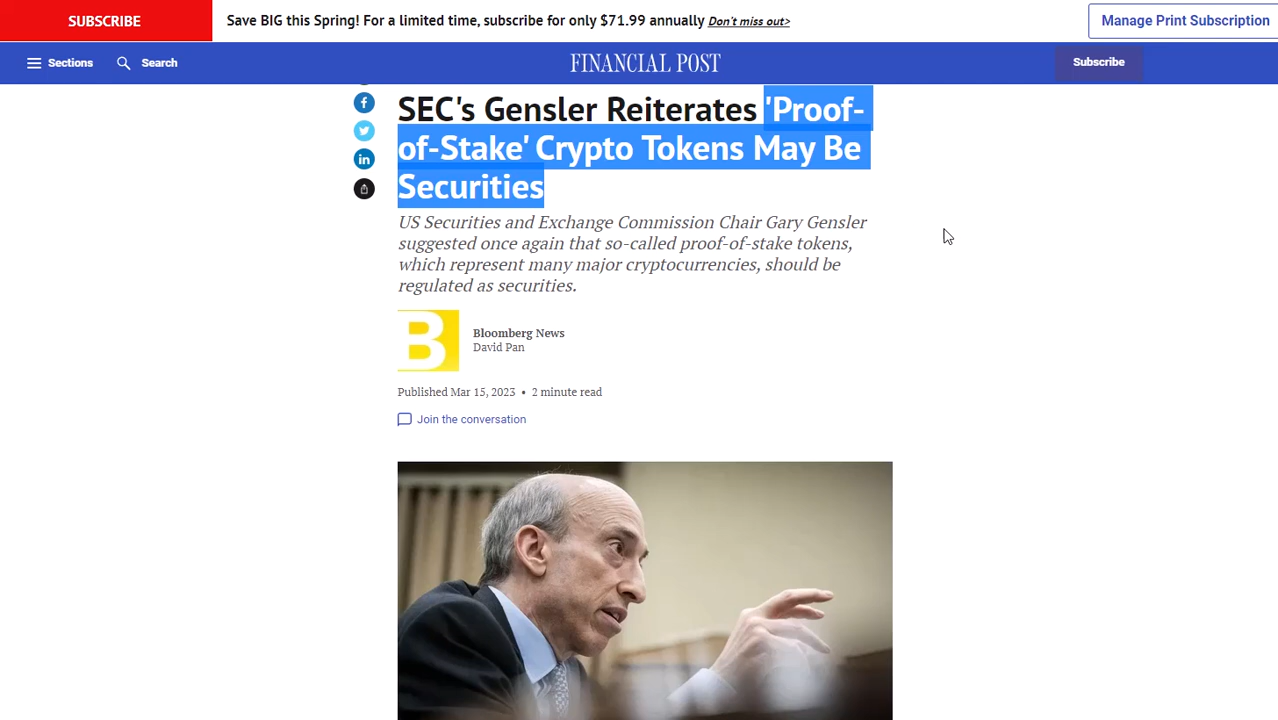 SUBSCRIBE
Save BIG this Spring! For a limited time, subscribe for only $71.99 annually Don't miss out>
Manage Print Subscription
Sections
Search
FINANCIAL POST
Subscribe
SEC's Gensler Reiterates 'Proof-
of-Stake' Crypto Tokens May Be
Securities
US Securities and Exchange Commission Chair Gary Gensler
suggested once again that so-called proof-of-stake tokens,
which represent many major cryptocurrencies, should be
regulated as securities.
B
Bloomberg News
David Pan
Published Mar 15, 2023 • 2 minute read
Join the conversation